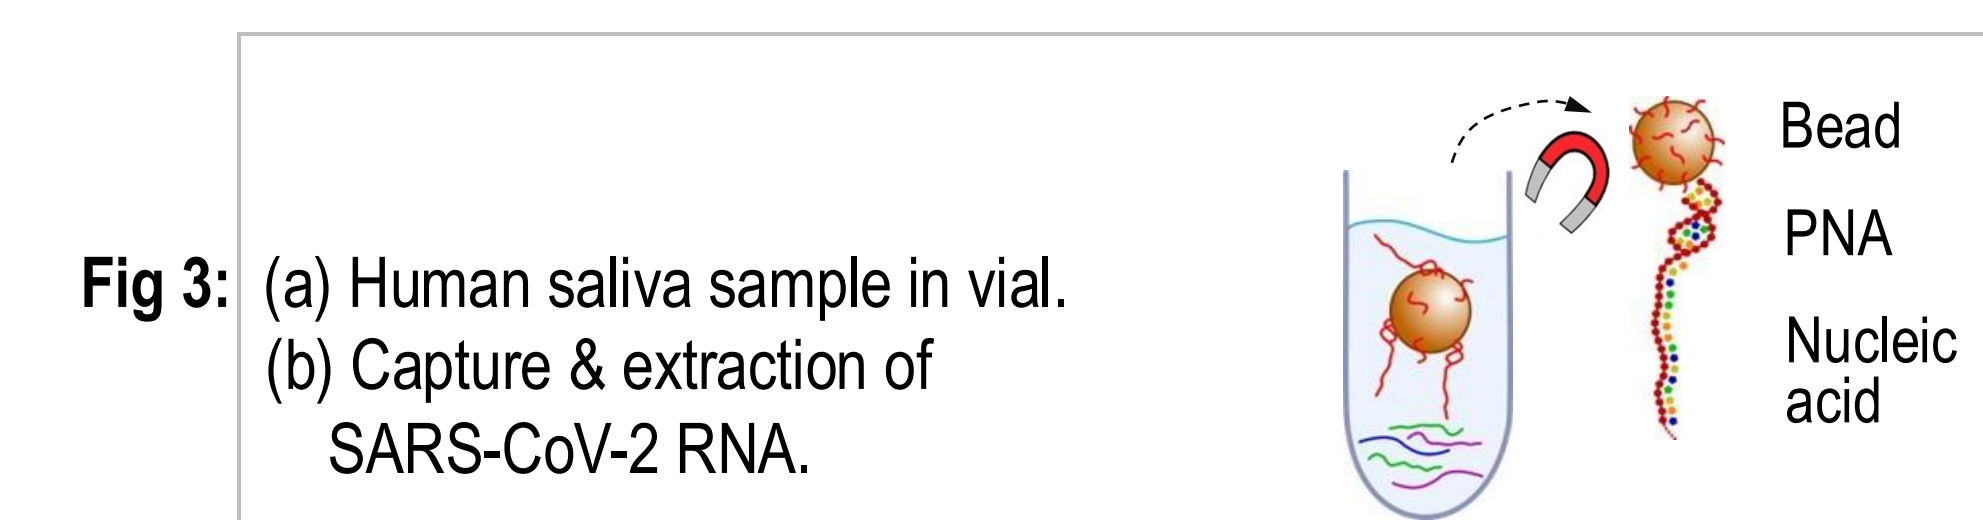 Fig 3: (a) Human saliva sample in vial.
(b) Capture & extraction of
SARS-CoV-2 RNA.
Bead
PNA
Nucleic
acid